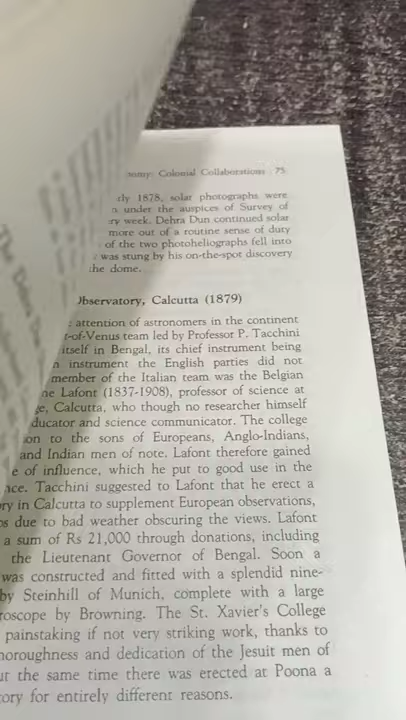 Colonial Collaborations 75
1878, solar photographs were
under the auspices of Survey of
week. Dehra Dun continued solar
more out of a routine sense of duty
of the two photoheliographs fell into
was stung by his on-the-spot discovery
the dome.
Observatory, Calcutta (1879)
attention of astronomers in the continent
t-of-Venus team led by Professor P. Tacchini
itself in Bengal, its chief instrument being
instrument the English parties did not
member of the Italian team was the Belgian
ne Lafont (1837-1908), professor of science at
ge, Calcutta, who though no researcher himself
ducator and science communicator. The college
on to the sons of Europeans, Anglo-Indians,
and Indian men of note. Lafont therefore gained
e of influence, which he put to good use in the
nce. Tacchini suggested to Lafont that he erect a
ry in Calcutta to supplement European observations,
os due to bad weather obscuring the views. Lafont
a sum of Rs 21,000 through donations, including
the Lieutenant Governor of Bengal. Soon a
was constructed and fitted with a splendid nine-
by Steinhill of Munich, complete with a large
roscope by Browning. The St. Xavier's College
painstaking if not very striking work, thanks to
horoughness and dedication of the Jesuit men of
ut the same time there was erected at Poona a
tory for entirely different reasons.